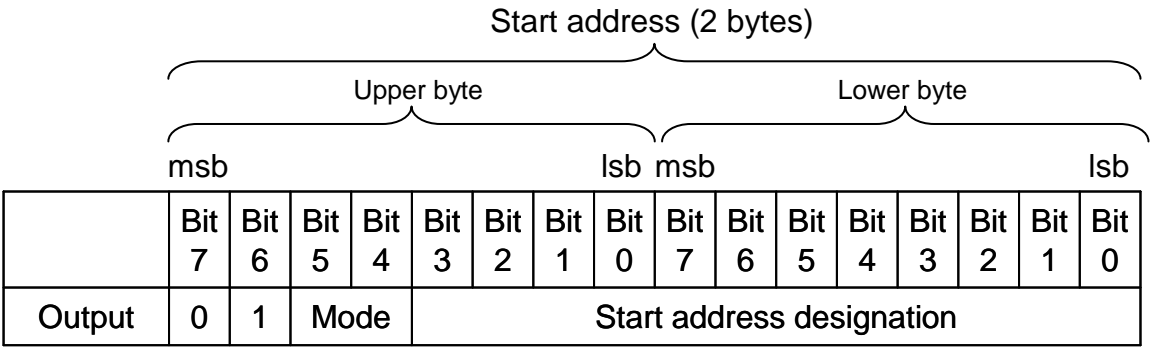 Start address (2 bytes)
Upper byte Lower byte
msb lsb msb lsb
Bit 7 Bit 6 Bit 5 Bit 4 Bit 3 Bit 2 Bit 1 Bit 0 Bit 7 Bit 6 Bit 5 Bit 4 Bit 3 Bit 2 Bit 1 Bit 0
Output 0 1 Mode Start address designation